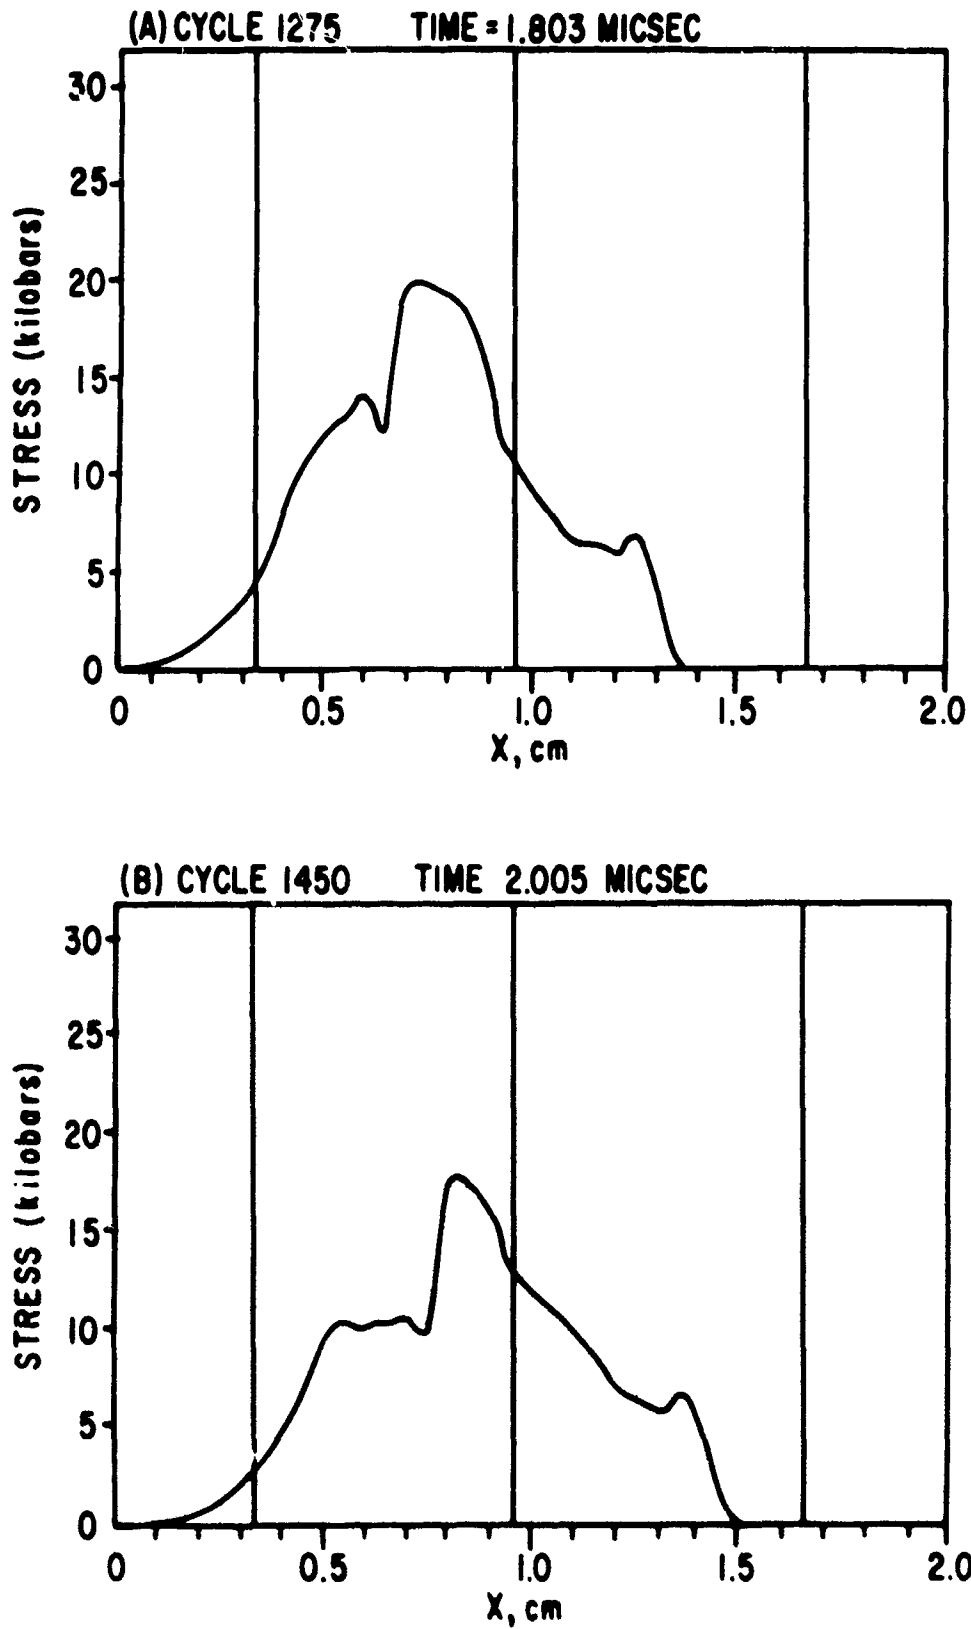 (A) CYCLE 1275 TIME = 1.803 MICSEC
30
25
20
15
10
5
0
0 0.5 1.0 1.5 2.0
STRESS (kilobars)
X, cm
(B) CYCLE 1450 TIME 2.005 MICSEC
30
25
20
15
10
5
0
0 0.5 1.0 1.5 2.0
STRESS (kilobars)
X, cm